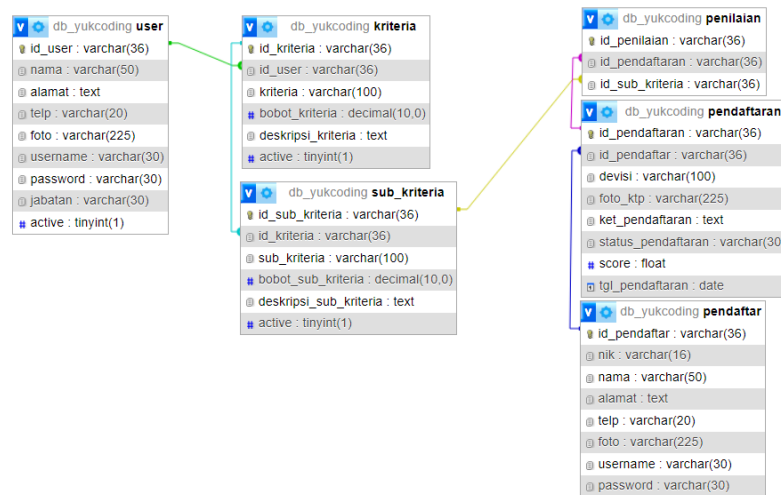 db_yukcoding user
id_user : varchar(36)
nama : varchar(50)
alamat : text
telp : varchar(20)
foto : varchar(225)
username : varchar(30)
password : varchar(30)
jabatan : varchar(30)
# active : tinyint(1)
db_yukcoding kriteria
id_kriteria : varchar(36)
id_user : varchar(36)
kriteria : varchar(100)
# bobot_kriteria : decimal(10,0)
deskripsi_kriteria : text
# active : tinyint(1)
db_yukcoding sub_kriteria
id_sub_kriteria : varchar(36)
id_kriteria : varchar(36)
sub_kriteria : varchar(100)
# bobot_sub_kriteria : decimal(10,0)
deskripsi_sub_kriteria : text
# active : tinyint(1)
db_yukcoding penilaian
id_penilaian : varchar(36)
id_pendaftaran : varchar(36)
id_sub_kriteria : varchar(36)
db_yukcoding pendaftaran
id_pendaftaran : varchar(36)
id_pendaftar : varchar(36)
devisi : varchar(100)
foto_ktp : varchar(225)
ket_pendaftaran : text
status_pendaftaran : varchar(30
# score : float
tgl_pendaftaran : date
db_yukcoding pendaftar
id_pendaftar : varchar(36)
nik : varchar(16)
nama : varchar(50)
alamat : text
telp : varchar(20)
foto : varchar(225)
username : varchar(30)
password : varchar(30)